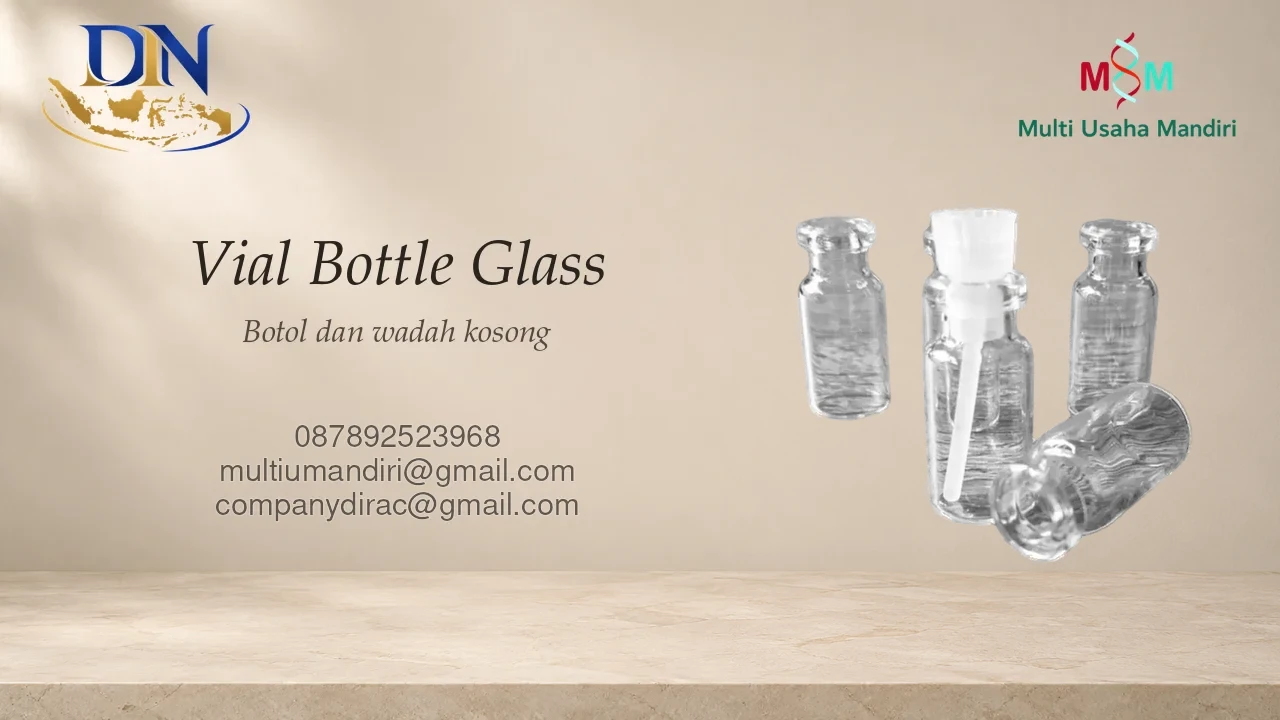 DN
M M
Multi Usaha Mandiri
Vial Bottle Glass
Botol dan wadah kosong
087892523968
multiumandiri@gmail.com
companydirac@gmail.com